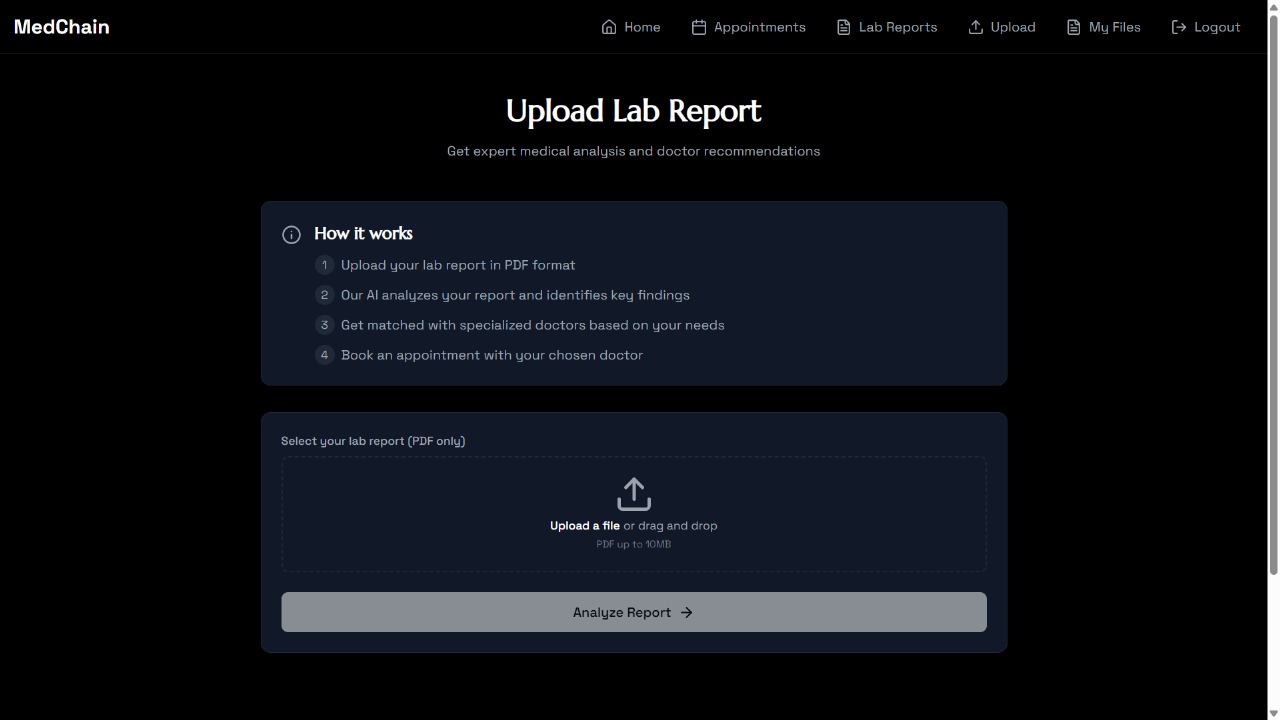 MedChain
Home
Appointments
Lab Reports
Upload
My Files
Logout
Upload Lab Report
Get expert medical analysis and doctor recommendations
How it works
1 Upload your lab report in PDF format
2 Our AI analyzes your report and identifies key findings
3 Get matched with specialized doctors based on your needs
4 Book an appointment with your chosen doctor
Select your lab report (PDF only)
Upload a file or drag and drop
PDF up to 10MB
Analyze Report